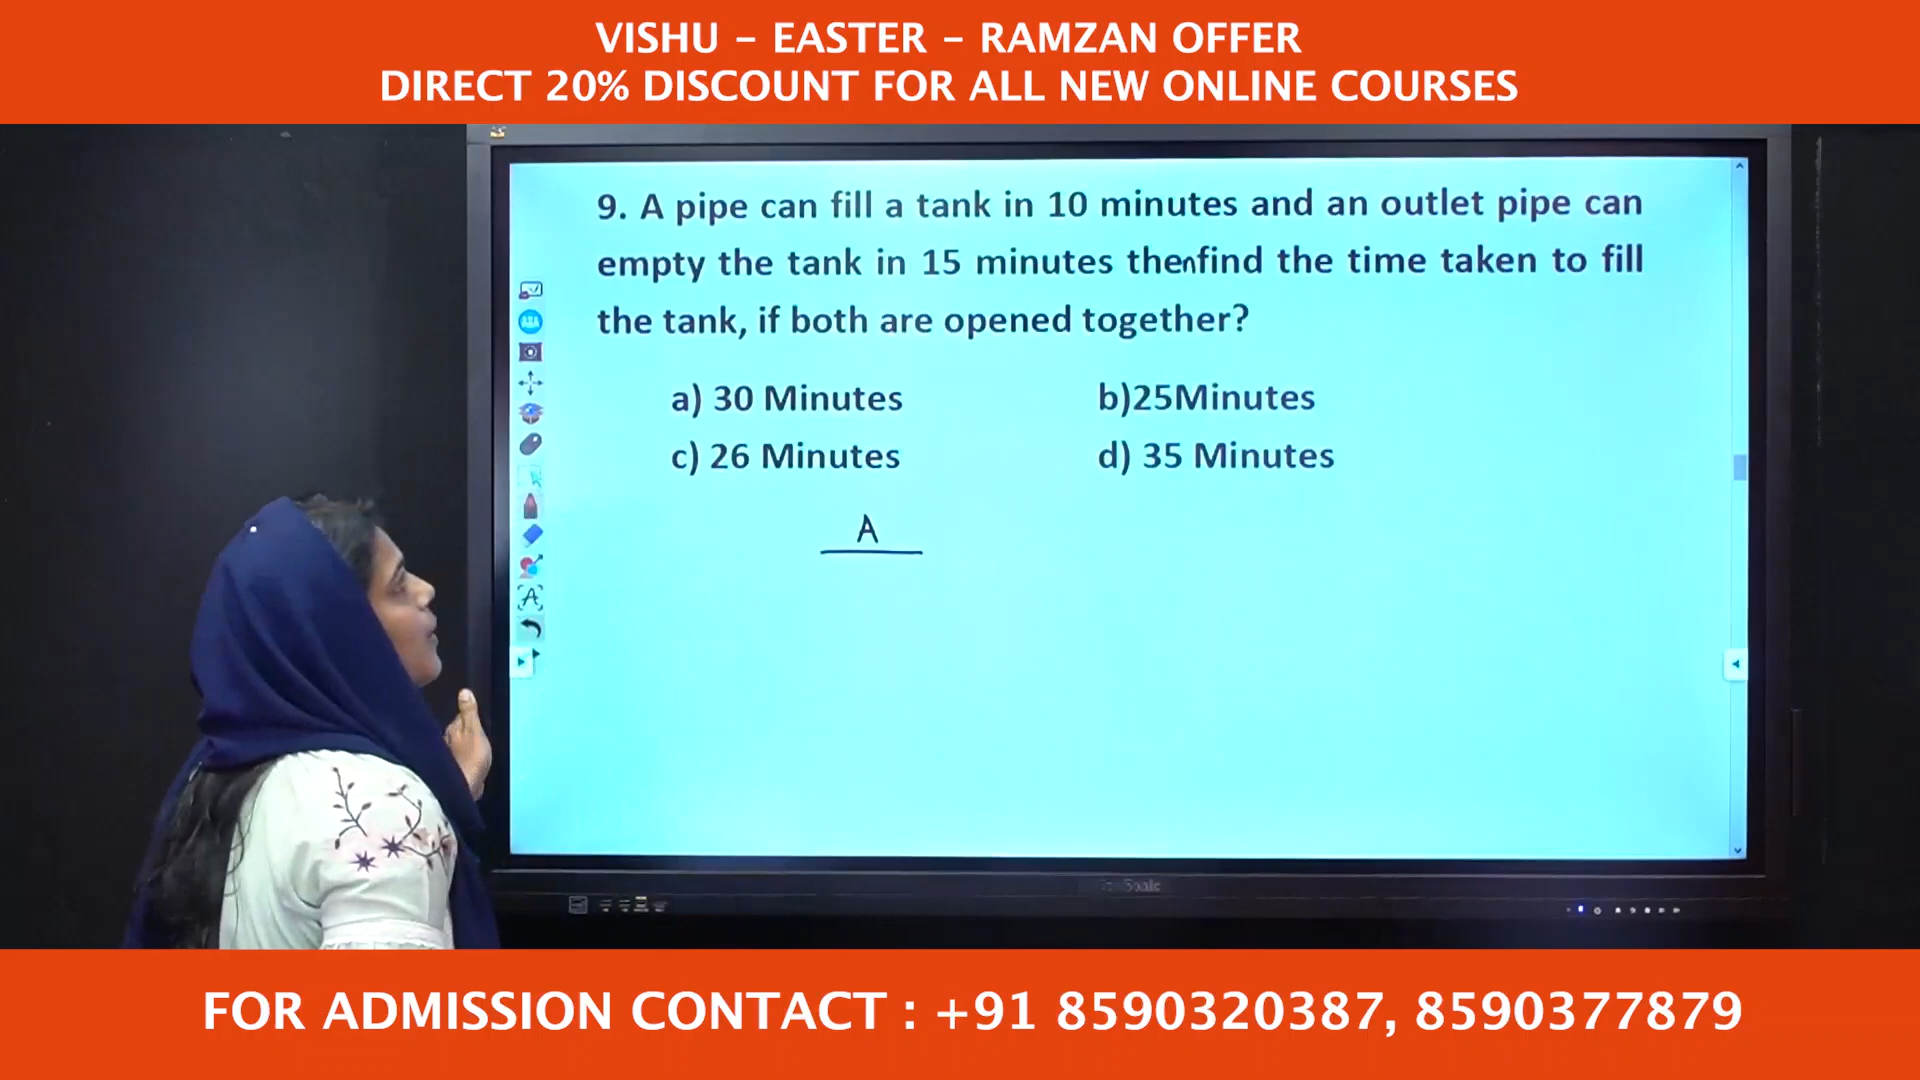 VISHU – EASTER – RAMZAN OFFER
DIRECT 20% DISCOUNT FOR ALL NEW ONLINE COURSES
9. A pipe can fill a tank in 10 minutes and an outlet pipe can
empty the tank in 15 minutes thenfind the time taken to fill
the tank, if both are opened together?
a) 30 Minutes
b)25Minutes
c) 26 Minutes
d) 35 Minutes
A
FOR ADMISSION CONTACT : +91 8590320387, 8590377879